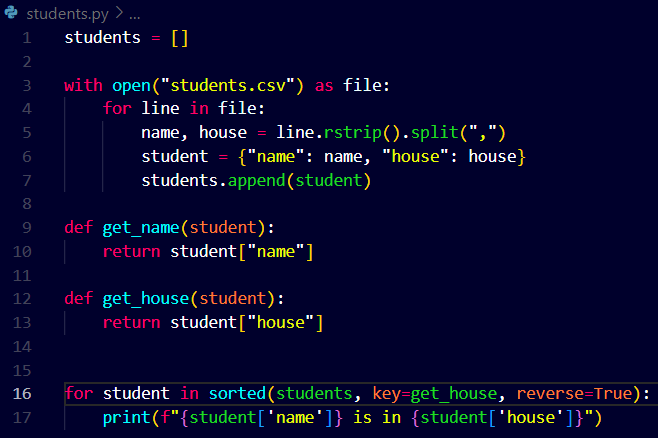 students.py > ...
1 students = []
2
3 with open("students.csv") as file:
4     for line in file:
5         name, house = line.rstrip().split(",")
6         student = {"name": name, "house": house}
7         students.append(student)
8
9 def get_name(student):
10     return student["name"]
11
12 def get_house(student):
13     return student["house"]
14
15
16 for student in sorted(students, key=get_house, reverse=True):
17     print(f"{student['name']} is in {student['house']}")